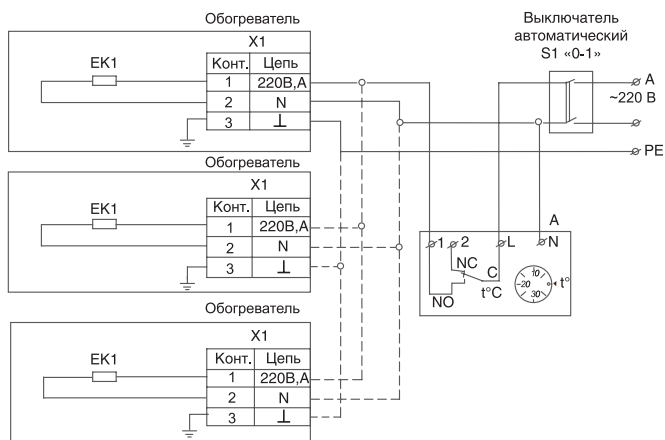 Обогреватель
X1
Конт. Цепь
EK1
1 220В,А
2 N
3 ⊥
Обогреватель
X1
Конт. Цепь
EK1
1 220В,А
2 N
3 ⊥
Обогреватель
X1
Конт. Цепь
EK1
1 220В,А
2 N
3 ⊥
Выключатель
автоматический
S1 «0-1»
А
~220 В
PE
А
1 2 L N
NC
C
t°C
NO
10
-20
30
t°